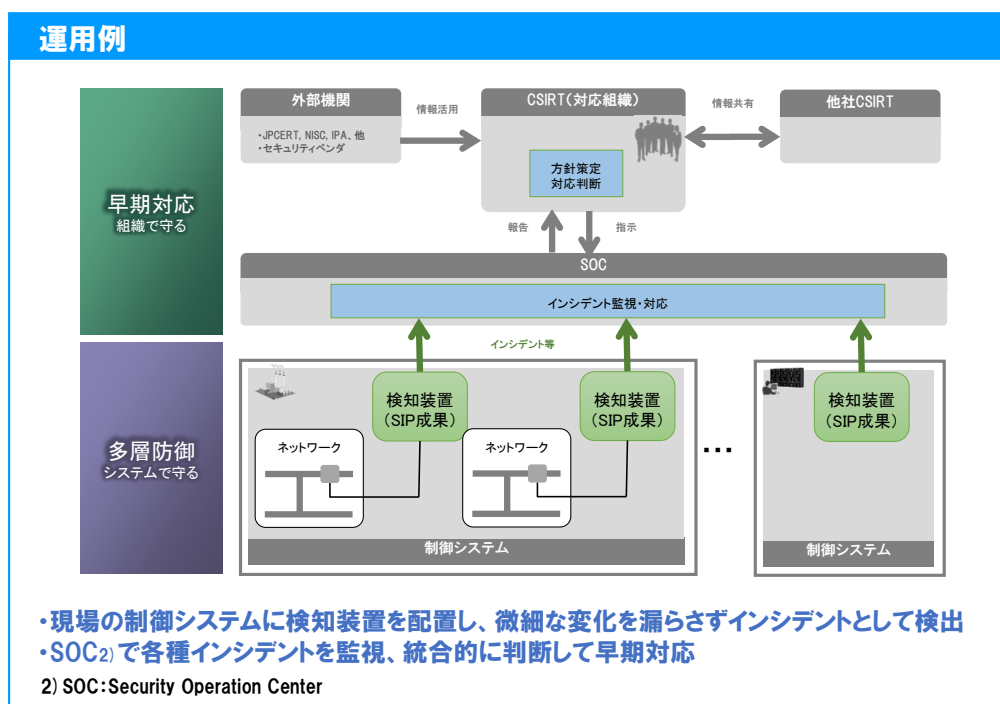 運用例
外部機関
・JPCERT, NISC, IPA、他
・セキュリティベンダ
情報活用
CSIRT(対応組織)
方針策定
対応判断
情報共有
他社CSIRT
早期対応
組織で守る
報告
指示
SOC
インシデント監視・対応
インシデント等
多層防御
システムで守る
検知装置
(SIP成果)
ネットワーク
検知装置
(SIP成果)
ネットワーク
制御システム
…
検知装置
(SIP成果)
制御システム
・現場の制御システムに検知装置を配置し、微細な変化を漏らさずインシデントとして検出
・SOC2)で各種インシデントを監視、統合的に判断して早期対応
2) SOC:Security Operation Center